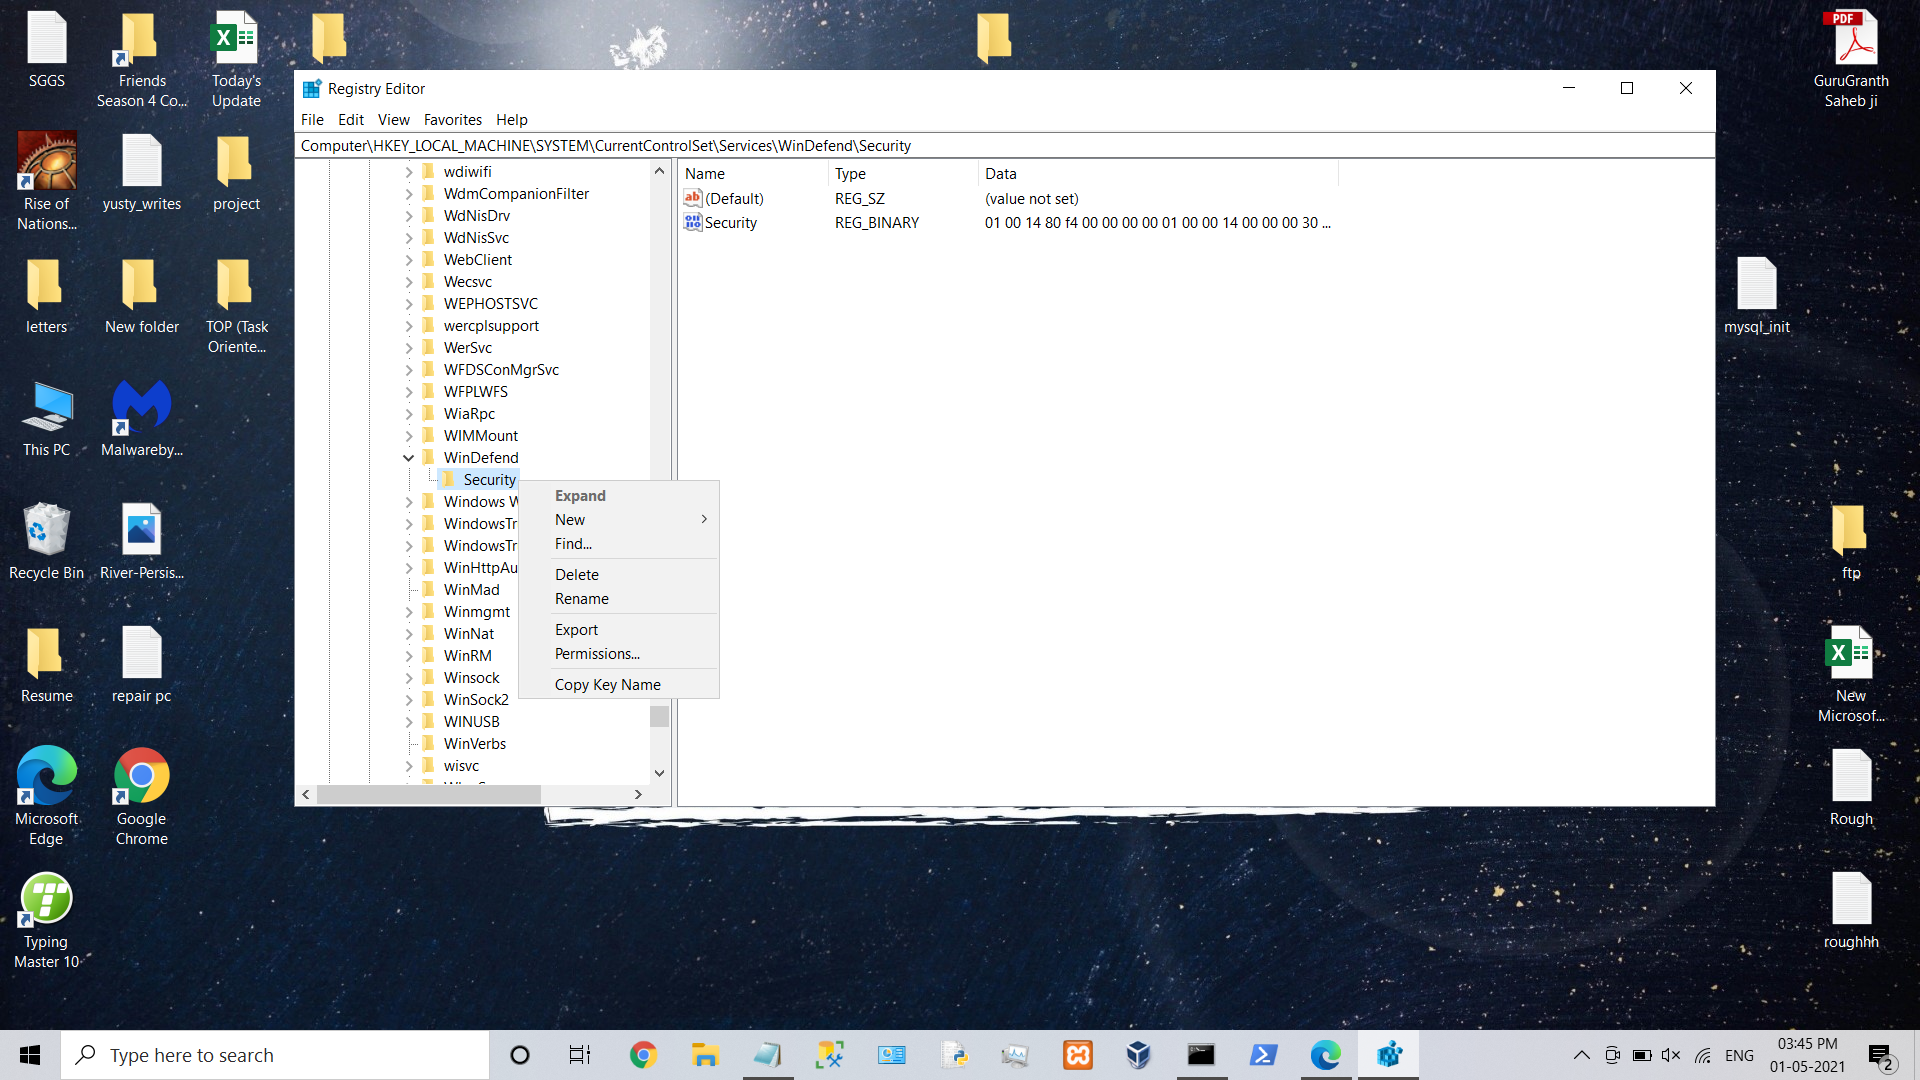 SGGS
Friends
Season 4 Co...
Today's
Update
Rise of
Nations...
yusty_writes
project
letters
New folder
TOP (Task
Oriente...
This PC
Malwareby...
Recycle Bin
River-Persis...
Resume
repair pc
Microsoft
Edge
Google
Chrome
Typing
Master 10
Registry Editor
File Edit View Favorites Help
Computer\HKEY_LOCAL_MACHINE\SYSTEM\CurrentControlSet\Services\WinDefend\Security
wdiwifi
WdmCompanionFilter
WdNisDrv
WdNisSvc
WebClient
Wecsvc
WEPHOSTSVC
wercplsupport
WerSvc
WFDSConMgrSvc
WFPLWFS
WiaRpc
WIMMount
WinDefend
Security
Windows W
WindowsTr
WindowsTr
WinHttpAu
WinMad
Winmgmt
WinNat
WinRM
Winsock
WinSock2
WINUSB
WinVerbs
wisvc
Name Type Data
ab (Default) REG_SZ (value not set)
Security REG_BINARY 01 00 14 80 f4 00 00 00 00 01 00 00 14 00 00 00 30 ...
Expand
New
Find...
Delete
Rename
Export
Permissions...
Copy Key Name
PDF
GuruGranth
Saheb ji
mysql_init
ftp
New
Microsof...
Rough
roughhh
Type here to search
ENG
03:45 PM
01-05-2021
2